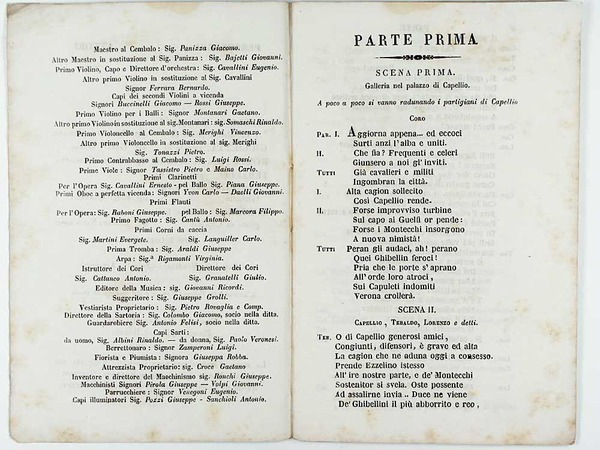 Maestro al Cembalo: Sig. Panizza Giacomo.
Altro Maestro in sostituzione al Sig. Panizza: Sig. Bajetti Giovanni.
Primo Violino, Capo e Direttore d'orchestra: Sig. Cavallini Eugenio.
Altro primo Violino in sostituzione al Sig. Cavallini
Signor Ferrara Bernardo.
Capi dei secondi Violini a vicenda
Signori Buccinelli Giacomo — Rossi Giuseppe.
Primo Violino per i Balli: Signor Montanari Gaetano.
Altro primo Violino in sostituzione al sig. Montanari: sig. Somaschi Rinaldo.
Primo Violoncello al Cembalo: Sig. Merighi Vincenzo.
Altro primo Violoncello in sostituzione al sig. Merighi
Sig. Tonazzi Pietro.
Primo Contrabbasso al Cembalo: Sig. Luigi Rossi.
Prime Viole: Signor Tassistro Pietro e Maino Carlo.
Primi Clarinetti
Per l'Opera Sig. Cavallini Ernesto - pel Ballo Sig. Piana Giuseppe.
Primi Oboe a perfetta vicenda: Signori Yvon Carlo — Daelli Giovanni.
Primi Flauti
Per l'Opera: Sig. Raboni Giuseppe. pel Ballo: Sig. Marcora Filippo.
Primo Fagotto: Sig. Cantù Antonio.
Primi Corni da caccia
Sig. Martini Evergete. Sig. Languiller Carlo.
Prima Tromba: Sig. Araldi Giuseppe
Arpa: Sig.a Rigamonti Virginia.
Istruttore dei Cori Direttore dei Cori
Sig. Cattaneo Antonio. Sig. Granatelli Giulio.
Editore della Musica: sig. Giovanni Ricordi.
Suggeritore: Sig. Giuseppe Grolli.
Vestiarista Proprietario: Sig. Pietro Rovaglia e Comp.
Direttore della Sartoria: Sig. Colombo Giacomo, socio nella ditta.
Guardarobiere Sig. Antonio Felisi, socio nella ditta.
Capi Sarti:
da uomo, Sig. Albini Rinaldo. — da donna, Sig. Paolo Veronesi.
Berrettonaro: Signor Zamperoni Luigi.
Fiorista e Piumista: Signora Giuseppa Robba.
Attrezzista Proprietario: sig. Croce Gaetano
Inventore e direttore del Macchinismo sig. Ronchi Giuseppe.
Macchinisti Signori Pirola Giuseppe — Volpi Giovanni.
Parrucchiere: Signor Venegoni Eugenio.
Capi illuminatori Sig. Pozzi Giuseppe - Sanchioli Antonio.
PARTE PRIMA
SCENA PRIMA.
Galleria nel palazzo di Capellio.
A poco a poco si vanno radunando i partigiani di Capellio
Coro
Par. I. Aggiorna appena... ed eccoci
Surti anzi l'alba e uniti.
II. Che fia? Frequenti e celeri
Giunsero a noi gl'inviti.
Tutti Già cavalieri e militi
Ingombran la città.
I. Alta cagion sollecito
Così Capellio rende.
II. Forse improvviso turbine
Sul capo ai Guelfi or pende:
Forse i Montecchi insorgono
A nuova nimistà!
Tutti Peran gli audaci, ah! perano
Quei Ghibellin feroci!
Pria che le porte s'aprano
All'orde loro atroci,
Sui Capuleti indomiti
Verona crollerà.
SCENA II.
Capellio, Tebaldo, Lorenzo e detti.
Teb. O di Capellio generosi amici,
Congiunti, difensori, è grave ed alta
La cagion che ne aduna oggi a consesso.
Prende Ezzelino istesso
All'ire nostre parte, e de' Montecchi
Sostenitor si svela. Oste possente
Ad assalirne invia.. Duce ne viene
De' Ghibellini il più abborrito e reo,